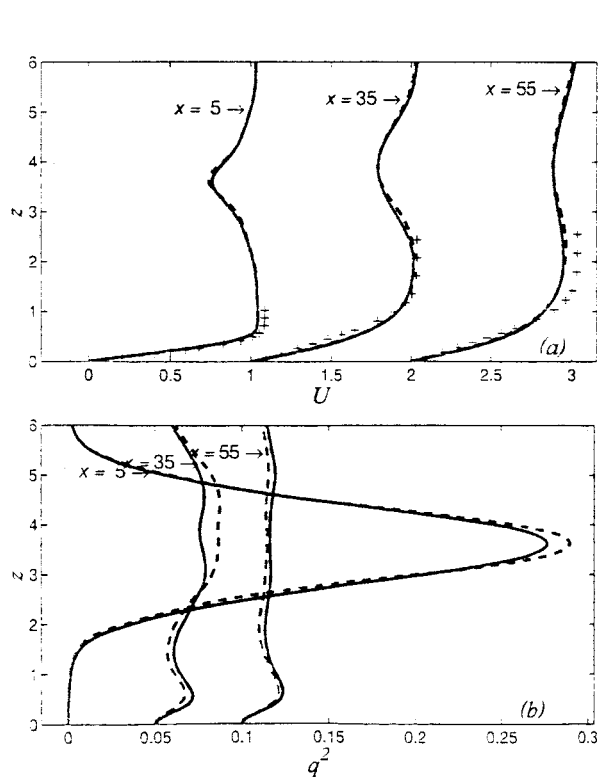 6
5
4
3
2
1
0
z
x = 5 →
x = 35 →
x = 55 →
(a)
0 0.5 1 1.5 2 2.5 3
U
6
5
4
3
2
1
0
z
x = 55 →
x = 35 →
x = 5 →
(b)
0 0.05 0.1 0.15 0.2 0.25 0.3
q²